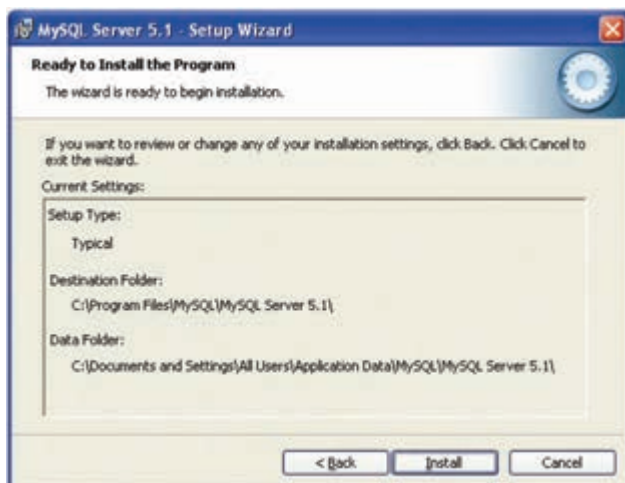 MySQL Server 5.1 - Setup Wizard
Ready to Install the Program
The wizard is ready to begin installation.
If you want to review or change any of your installation settings, click Back. Click Cancel to
exit the wizard.
Current Settings:
Setup Type:
Typical
Destination Folder:
C:\Program Files\MySQL\MySQL Server 5.1\
Data Folder:
C:\Documents and Settings\All Users\Application Data\MySQL\MySQL Server 5.1\
< Back
Install
Cancel